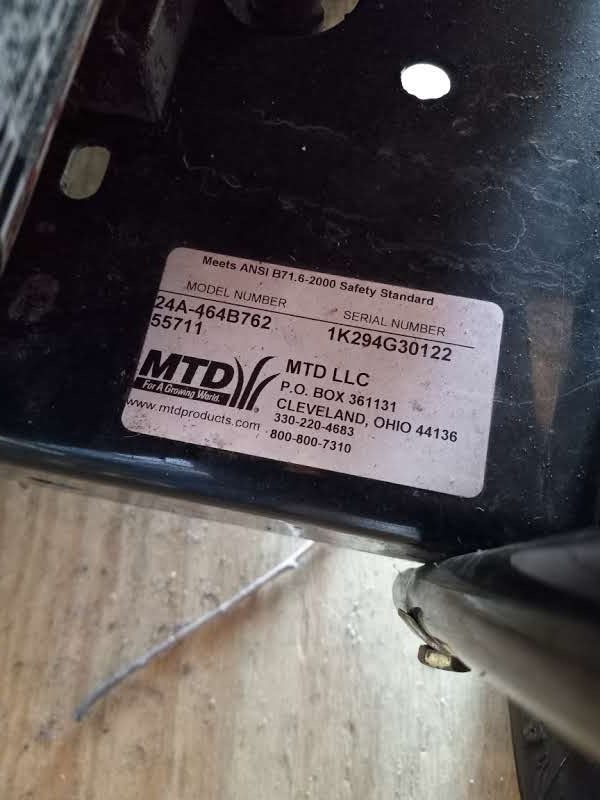 Meets ANSI B71.6-2000 Safety Standard
MODEL NUMBER SERIAL NUMBER
24A-464B762 1K294G30122
55711
MTD
For A Growing World.
www.mtdproducts.com
MTD LLC
P.O. BOX 361131
CLEVELAND, OHIO 44136
330-220-4683
800-800-7310